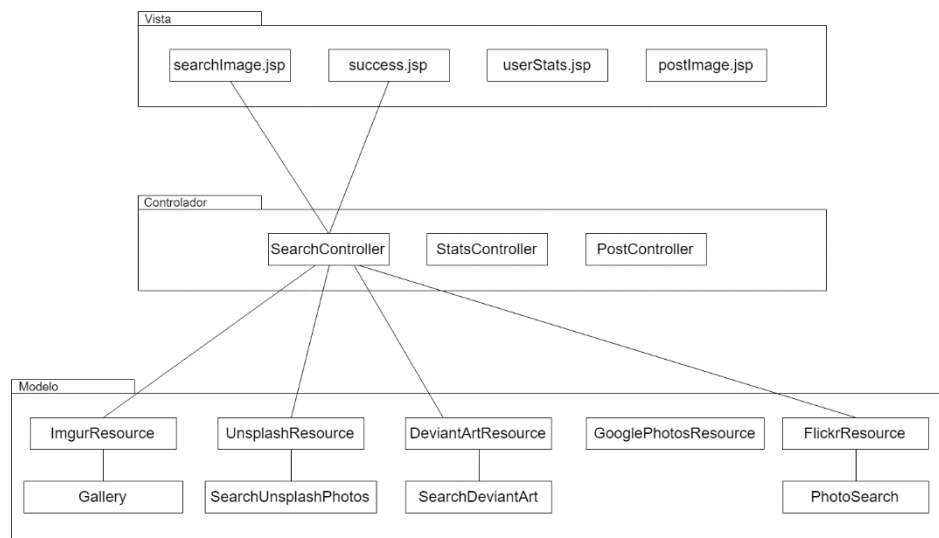 Vista
searchImage.jsp
success.jsp
userStats.jsp
postImage.jsp
Controlador
SearchController
StatsController
PostController
Modelo
ImgurResource
UnsplashResource
DeviantArtResource
GooglePhotosResource
FlickrResource
Gallery
SearchUnsplashPhotos
SearchDeviantArt
PhotoSearch